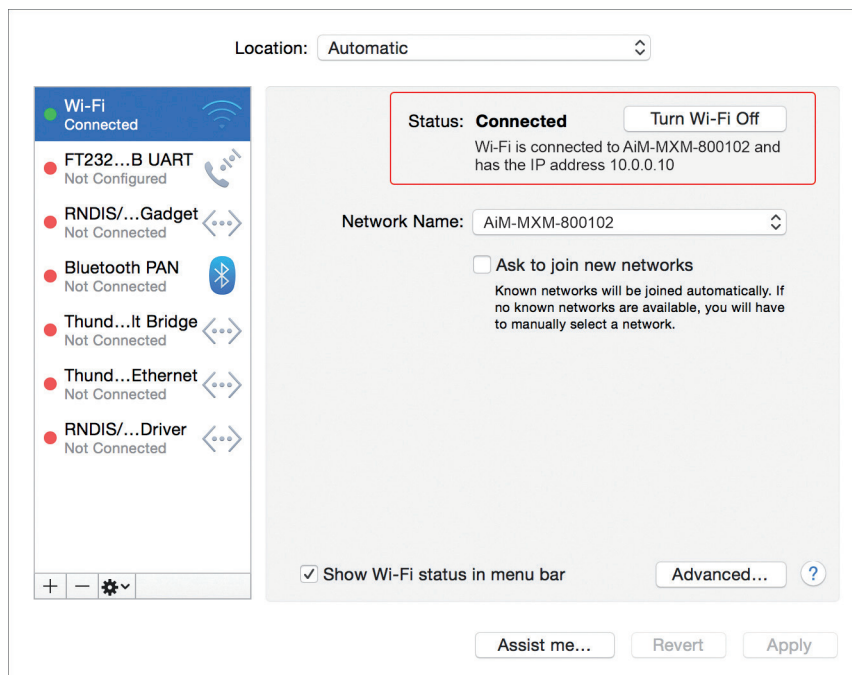 Location: Automatic
Wi-Fi
Connected
FT232...B UART
Not Configured
RNDIS/...Gadget
Not Connected
Bluetooth PAN
Not Connected
Thund...lt Bridge
Not Connected
Thund...Ethernet
Not Connected
RNDIS/...Driver
Not Connected
Status: Connected
Turn Wi-Fi Off
Wi-Fi is connected to AiM-MXM-800102 and
has the IP address 10.0.0.10
Network Name: AiM-MXM-800102
Ask to join new networks
Known networks will be joined automatically. If
no known networks are available, you will have
to manually select a network.
Show Wi-Fi status in menu bar
Advanced...
?
Assist me...
Revert
Apply